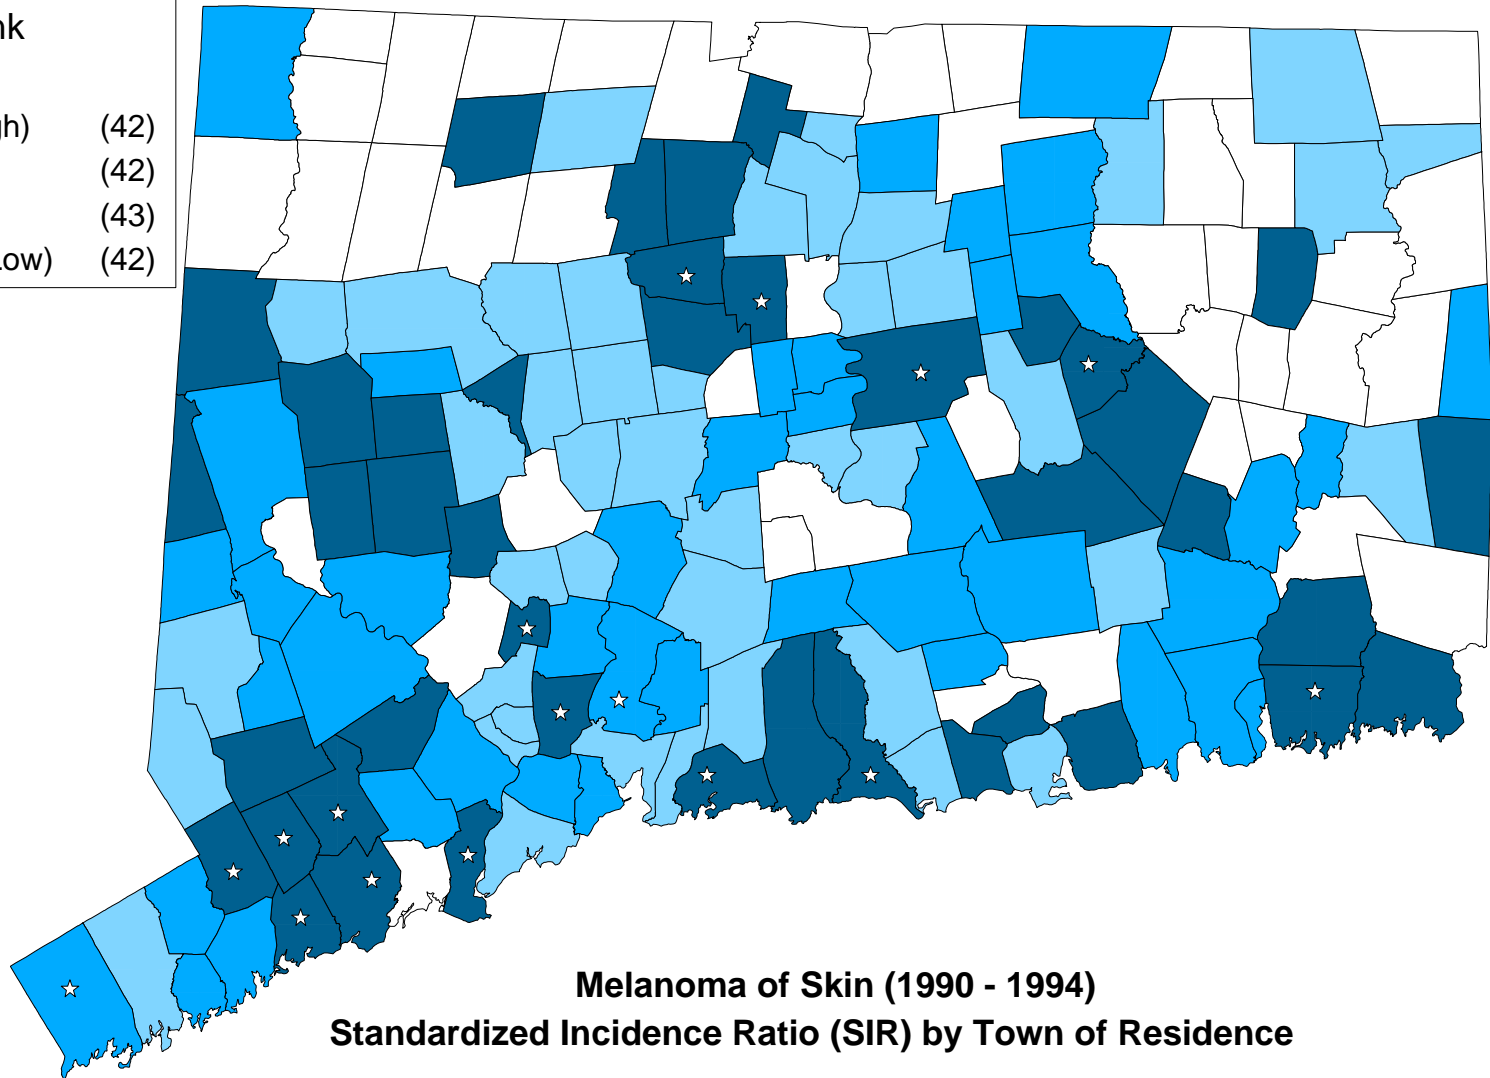 (42)
(42)
(43)
(42)
Melanoma of Skin (1990 - 1994)
Standardized Incidence Ratio (SIR) by Town of Residence